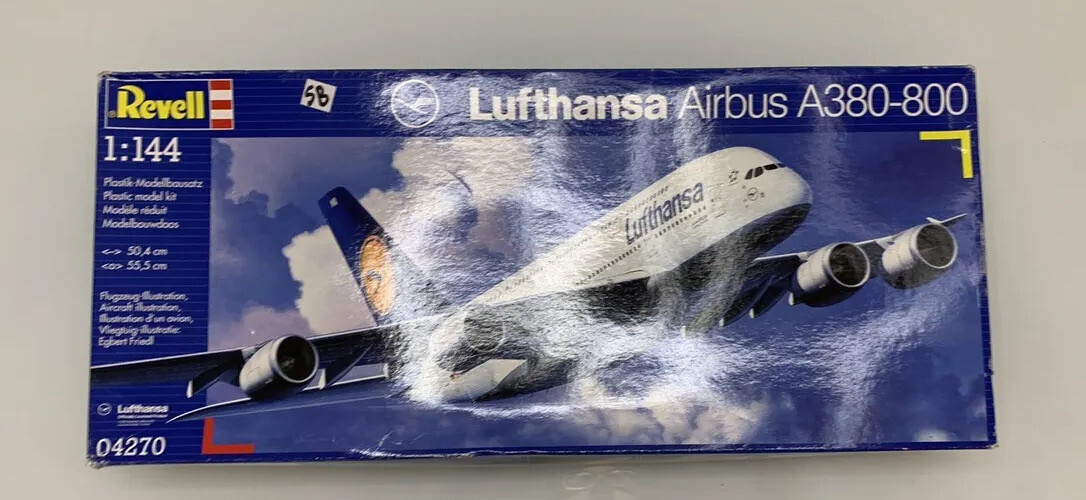 Revell
SB
Lufthansa Airbus A380-800
1:144
Plastik-Modellbausatz
Plastic model kit
Modèle réduit
Modelbouwdoos
<-> 50,4 cm
<o> 55,5 cm
Flugzeug-Illustration,
Aircraft illustration,
Illustration d'un avion,
Vliegtuig-illustratie:
Egbert Friedl
Lufthansa
04270
Lufthansa